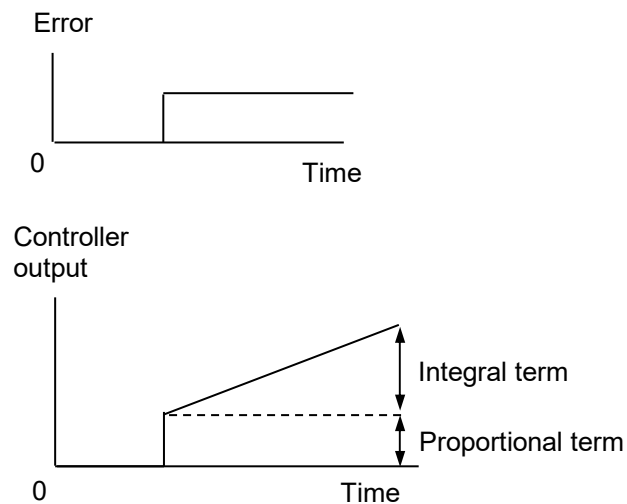 Error
0
Time
Controller
output
Integral term
Proportional term
0
Time